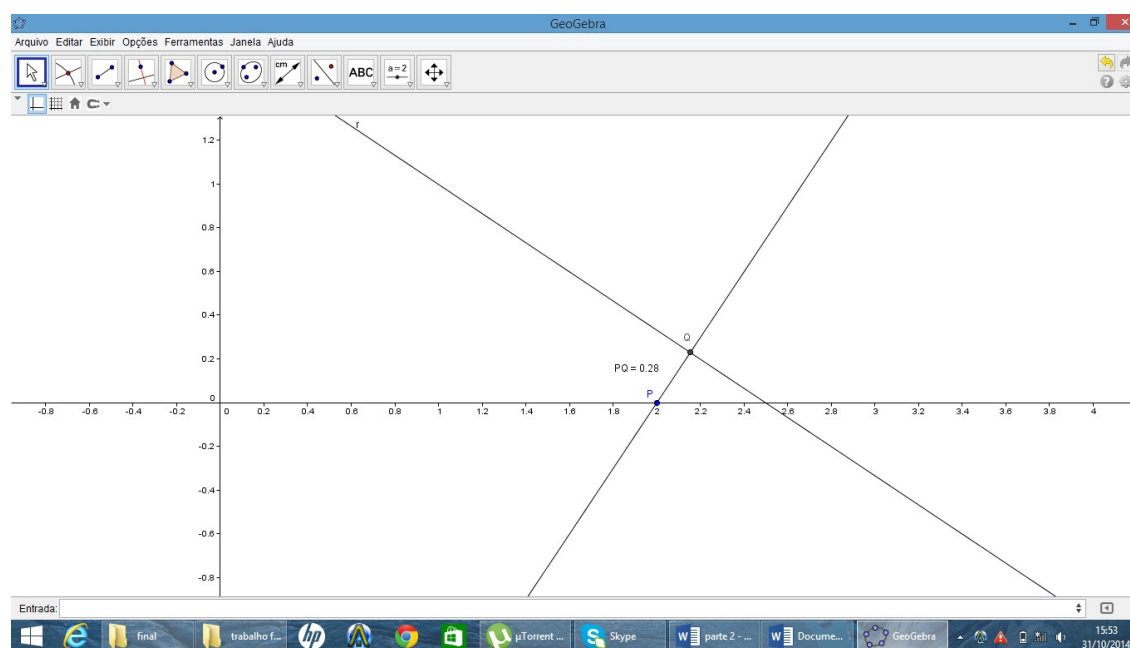 GeoGebra
Arquivo Editar Exibir Opções Ferramentas Janela Ajuda
cm ABC a=2
r
1.2
1
0.8
0.6
0.4
Q
0.2
PQ = 0.28
P
0
-0.8 -0.6 -0.4 -0.2 0 0.2 0.4 0.6 0.8 1 1.2 1.4 1.6 1.8 2 2.2 2.4 2.6 2.8 3 3.2 3.4 3.6 3.8 4
-0.2
-0.4
-0.6
-0.8
Entrada:
final trabalho f... hp µTorrent ... Skype parte 2 - ... Docume... GeoGebra 15:53
31/10/2014